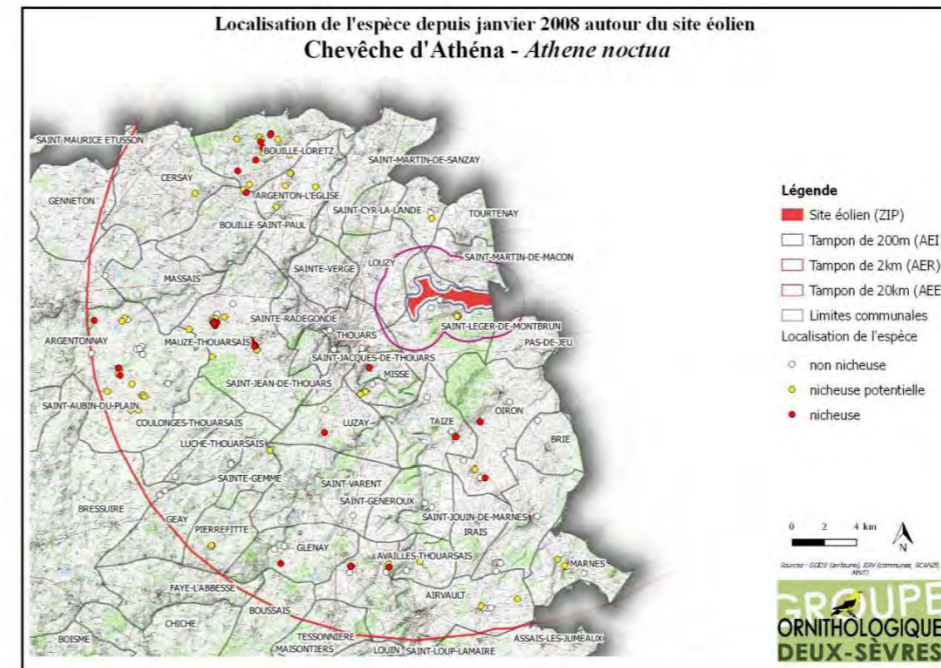 Localisation de l'espèce depuis janvier 2008 autour du site éolien
Chevêche d'Athéna - Athene noctua
SAINT-MAURICE ETUSSON
BOUILLE-LORETZ
SAINT-MARTIN-DE-SANZAY
CERSAY
GENNETON
ARGENTON-L'EGLISE
SAINT-CYR-LA-LANDE
TOURTENAY
BOUILLE-SAINT-PAUL
SAINT-MARTIN-DE-MACON
LOUZY
SAINTE-VERGE
MASSAIS
SAINTE-RADEGONDE
SAINT-LEGER-DE-MONTBRUN
THOUARS
PAS-DE-JEU
ARGENTONNAY
MAUZE-THOUARSAIS
SAINT-JACQUES-DE-THOUARS
MISSE
SAINT-JEAN-DE-THOUARS
SAINT-AUBIN-DU-PLAIN
OIRON
COULONGES-THOUARSAIS
LUZAY
TAIZE
BRIE
LUCHE-THOUARSAIS
SAINTE-GEMME
SAINT-VARENT
SAINT-GENEROUX
BRESSUIRE
GEAY
SAINT-JOUIN-DE-MARNES
PIERREFITTE
IRAIS
GLENAY
AVAILLES-THOUARSAIS
MARNES
FAYE-L'ABBESSE
AIRVAULT
BOUSSAIS
CHICHE
BOISME
TESSONNIERE
ASSAIS-LES-JUMEAUX
MAISONTIERS
LOUIN
SAINT-LOUP-LAMAIRE
Légende
Site éolien (ZIP)
Tampon de 200m (AEI
Tampon de 2km (AER)
Tampon de 20km (AEE
Limites communales
Localisation de l'espèce
non nicheuse
nicheuse potentielle
nicheuse
0 2 4 km
N
GROUPE
ORNITHOLOGIQUE
DEUX-SÈVRES